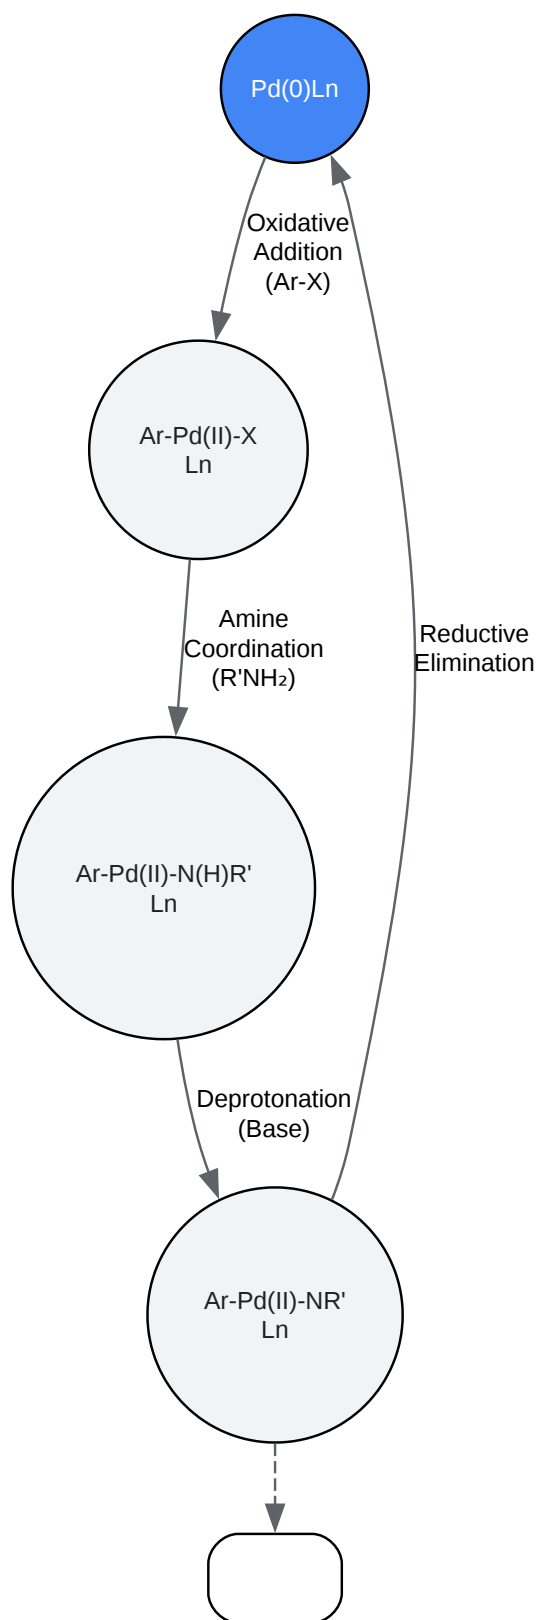 Pd(0)Ln
Oxidative
Addition
(Ar-X)
Ar-Pd(II)-X
Ln
Amine
Coordination
(R'NH₂)
Reductive
Elimination
Ar-Pd(II)-N(H)R'
Ln
Deprotonation
(Base)
Ar-Pd(II)-NR'
Ln